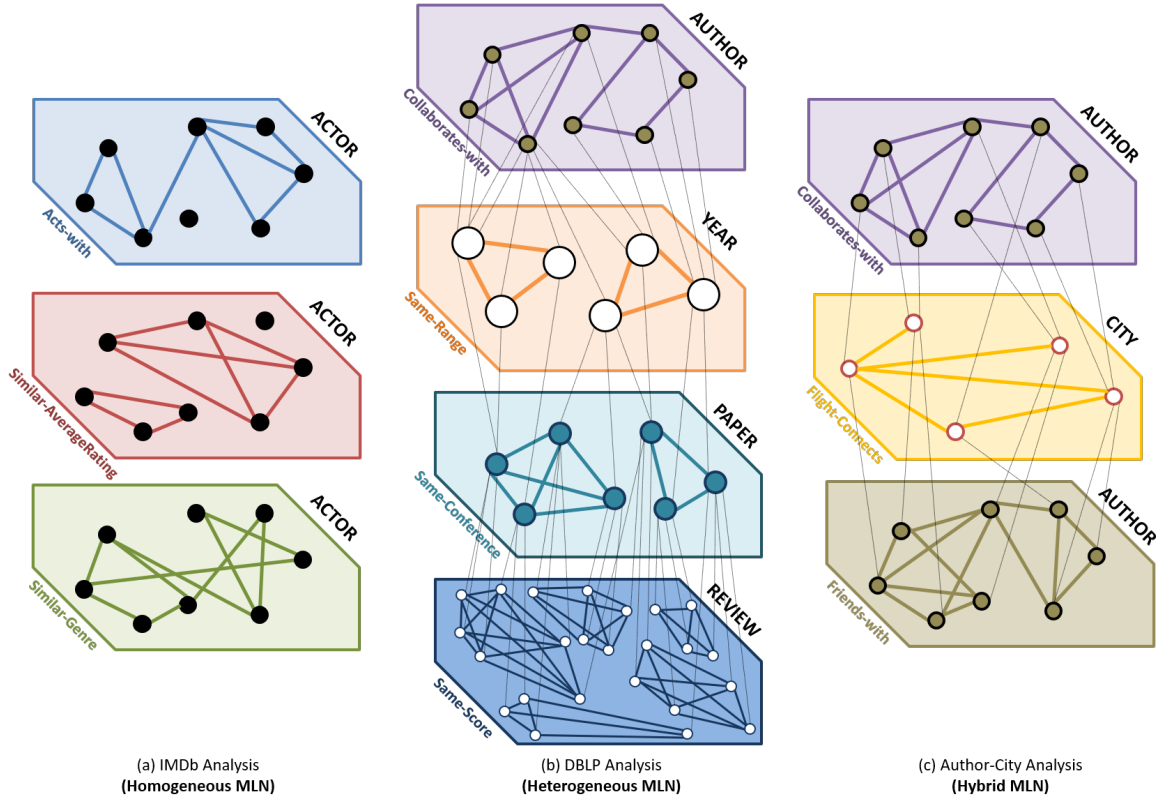 ACTOR
Acts-with
ACTOR
Similar-AverageRating
ACTOR
Similar-Genre
(a) IMDb Analysis
(Homogeneous MLN)
AUTHOR
Collaborates-with
YEAR
Same-Range
PAPER
Same-Conference
REVIEW
Same-Score
(b) DBLP Analysis
(Heterogeneous MLN)
AUTHOR
Collaborates-with
CITY
Flight-Connects
AUTHOR
Friends-with
(c) Author-City Analysis
(Hybrid MLN)